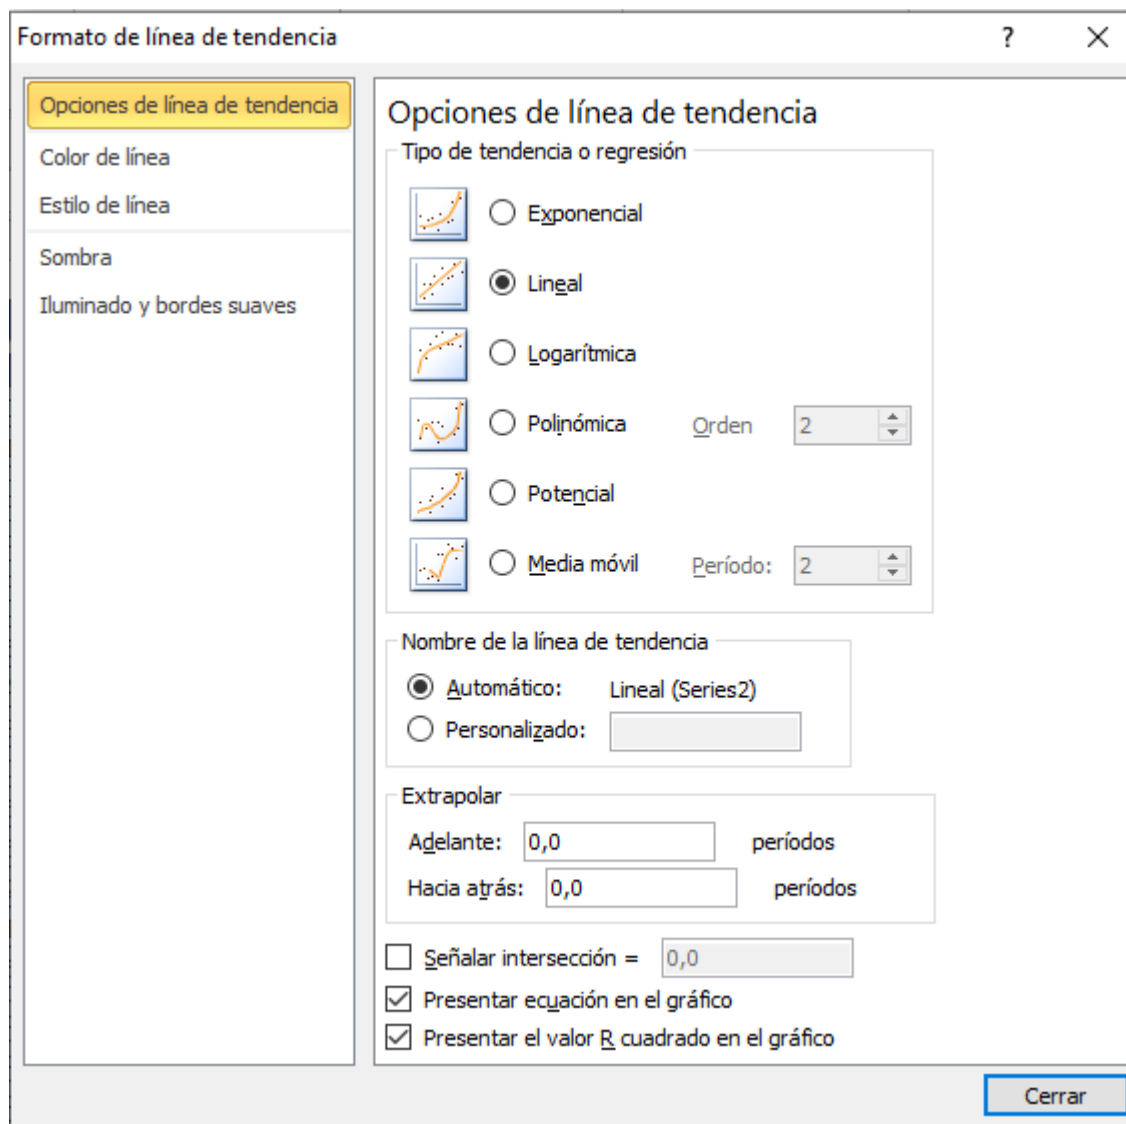 Formato de línea de tendencia
?
Opciones de línea de tendencia
Color de línea
Estilo de línea
Sombra
Iluminado y bordes suaves
Opciones de línea de tendencia
Tipo de tendencia o regresión
Exponencial
Lineal
Logarítmica
Polinómica Orden 2
Potencial
Media móvil Período: 2
Nombre de la línea de tendencia
Automático: Lineal (Series2)
Personalizado:
Extrapolar
Adelante: 0,0 períodos
Hacia atrás: 0,0 períodos
Señalar intersección = 0,0
Presentar ecuación en el gráfico
Presentar el valor R cuadrado en el gráfico
Cerrar